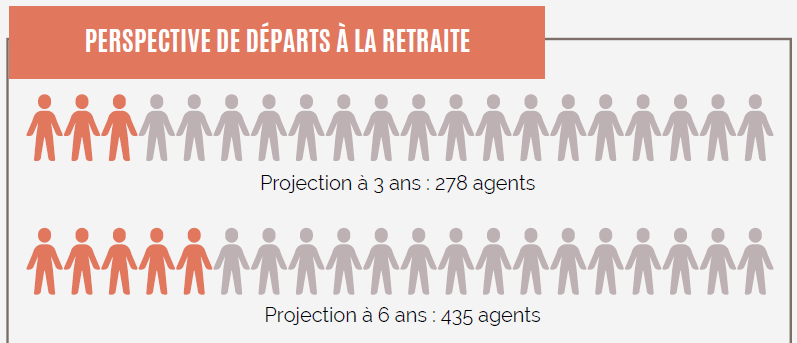 PERSPECTIVE DE DÉPARTS À LA RETRAITE
Projection à 3 ans : 278 agents
Projection à 6 ans : 435 agents